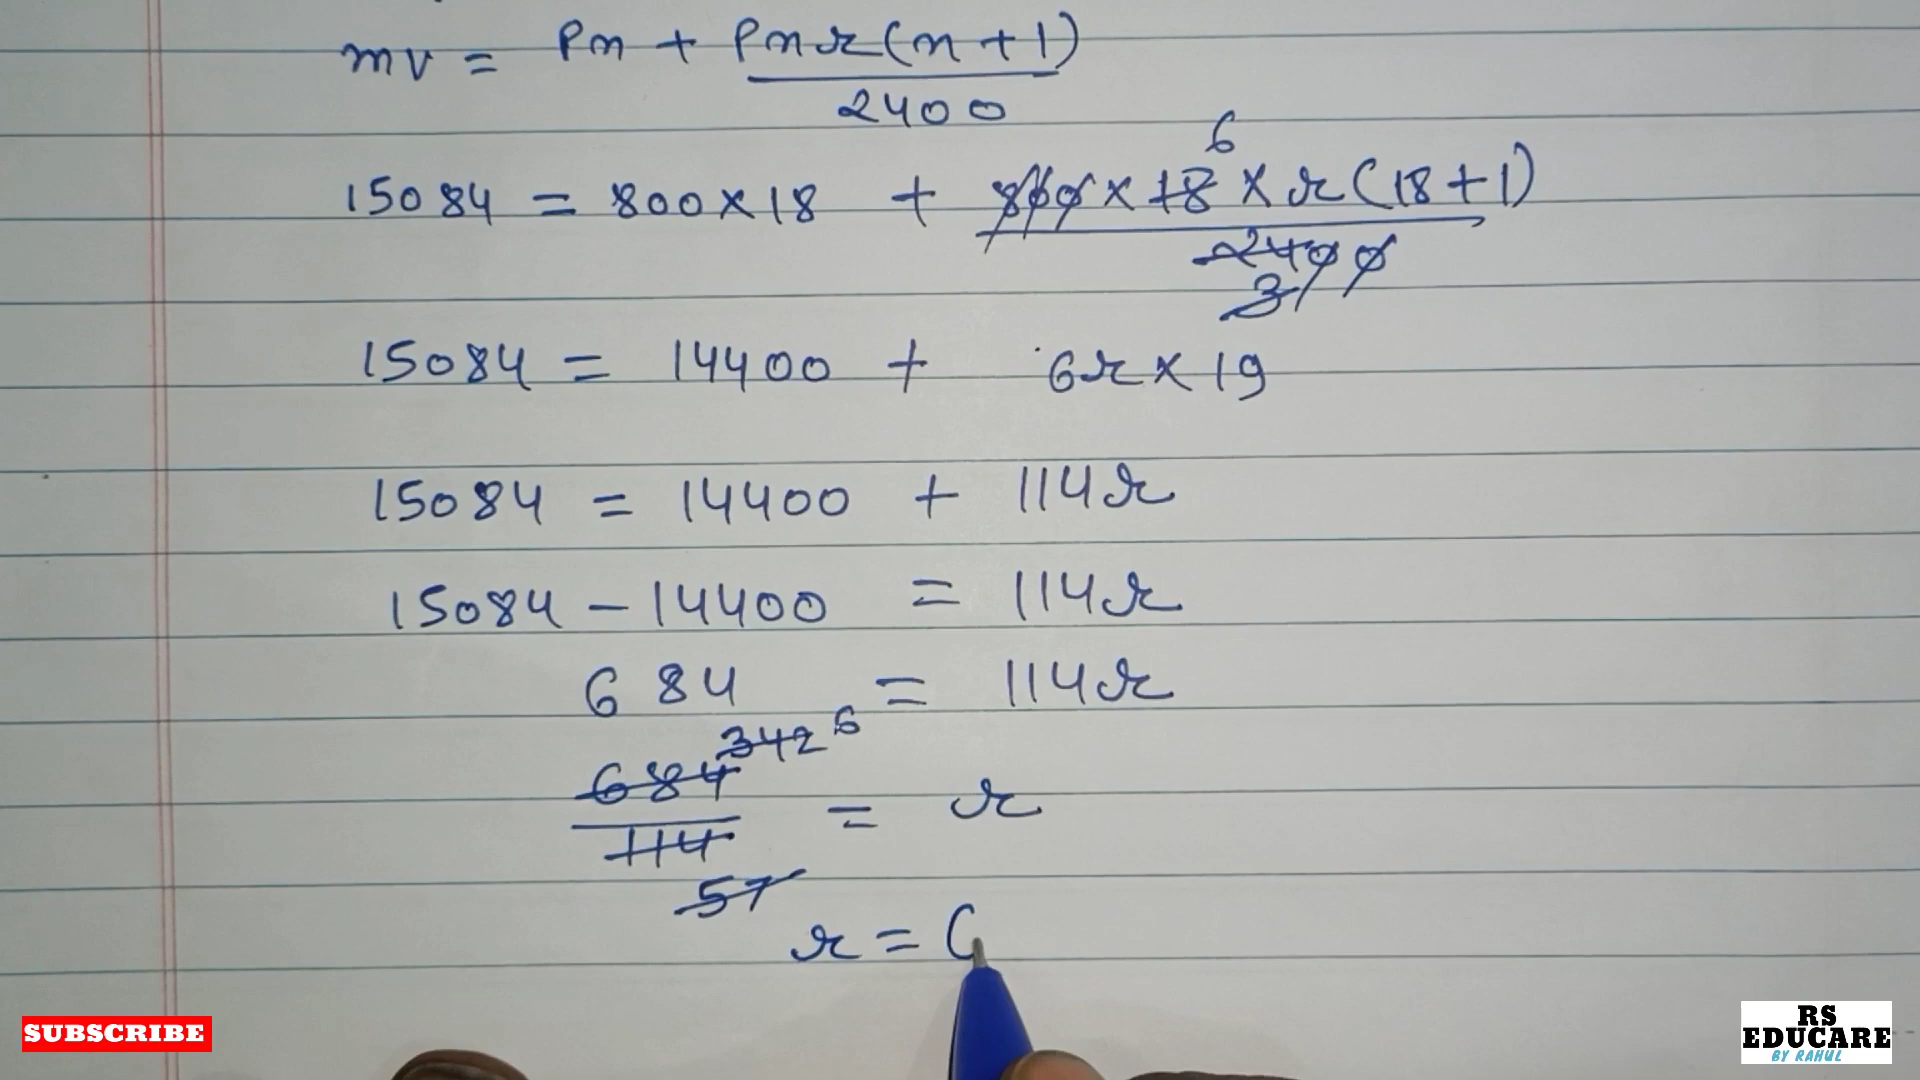 mv = Pn + Pnr(n+1)
2400
6
15084 = 800×18 + 800×18×r(18+1)
2400
3
15084 = 14400 + 6r×19
15084 = 14400 + 114r
15084 - 14400 = 114r
684 = 114r
342 6
684 = r
114
57
r = 6
SUBSCRIBE
RS
EDUCARE
BY RAHUL